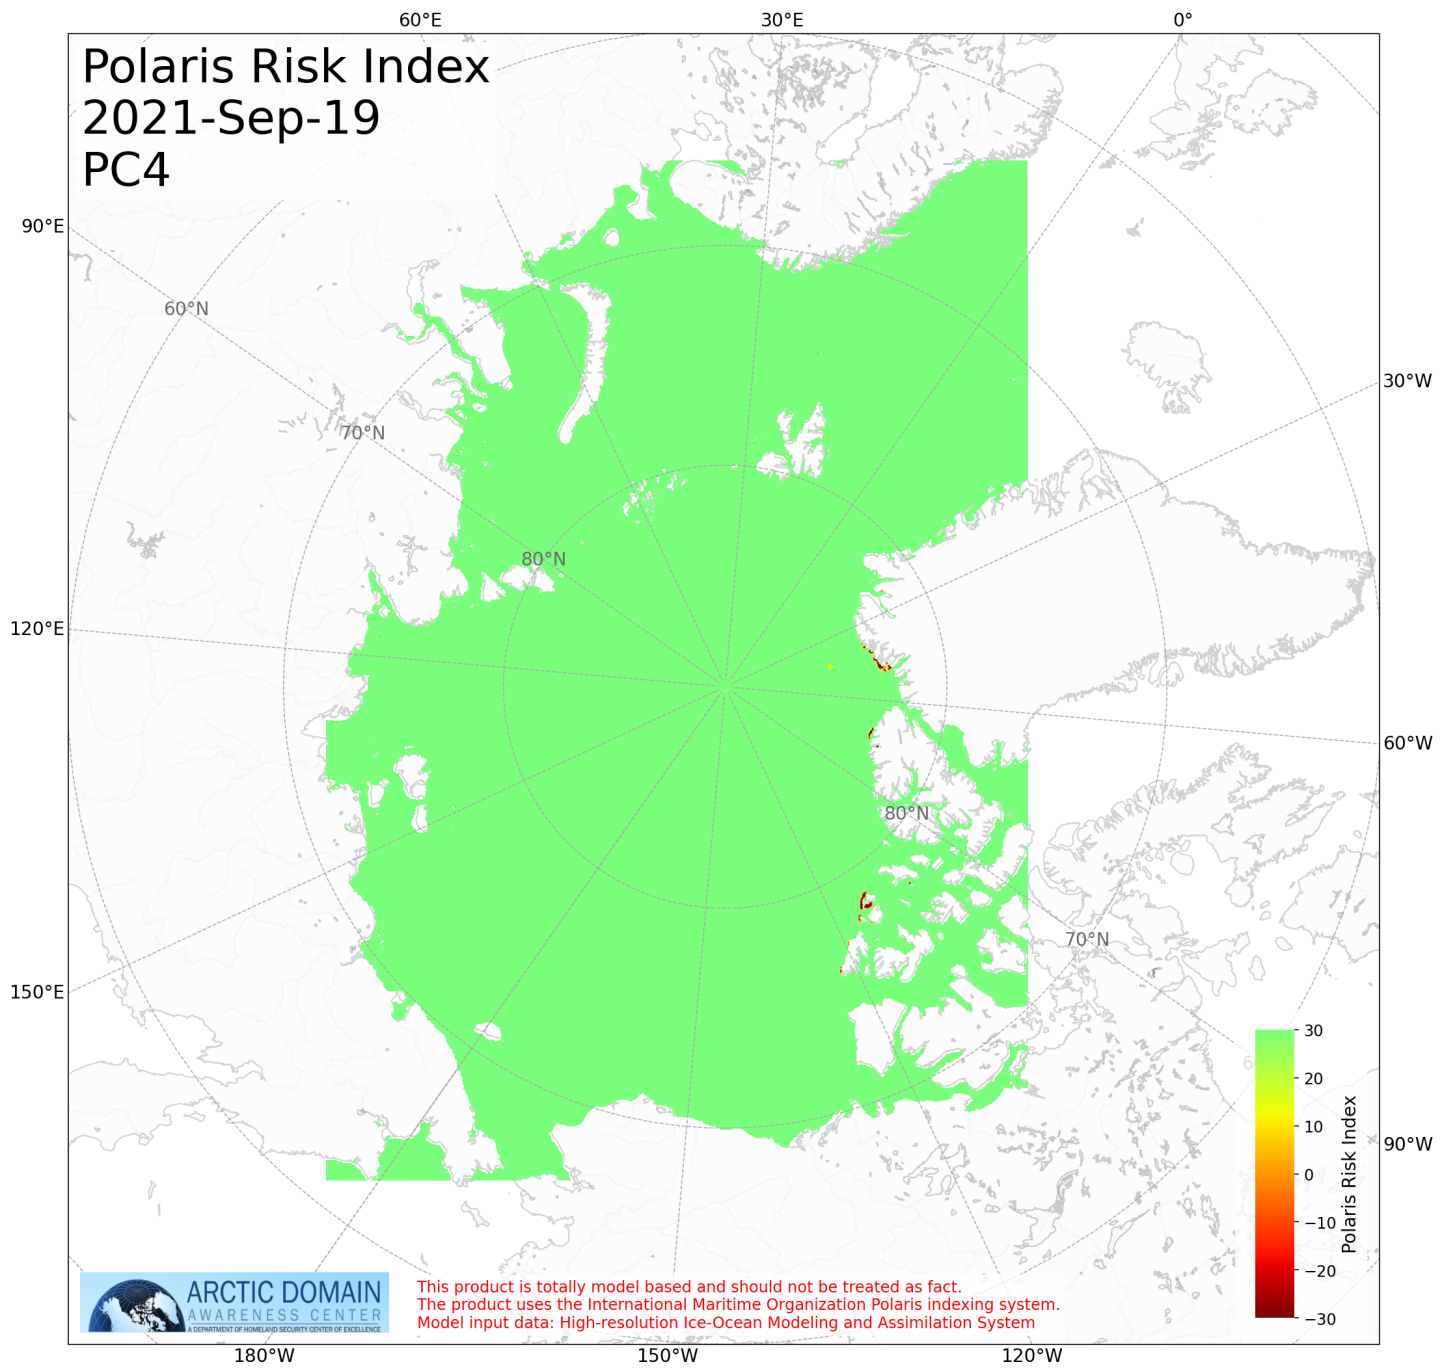 60°E
30°E
0°
Polaris Risk Index
2021-Sep-19
PC4
90°E
60°N
30°W
70°N
80°N
120°E
60°W
80°N
70°N
150°E
30
20
10
0
−10
−20
−30
Polaris Risk Index
90°W
ARCTIC DOMAIN
AWARENESS CENTER
A DEPARTMENT OF HOMELAND SECURITY CENTER OF EXCELLENCE
This product is totally model based and should not be treated as fact.
The product uses the International Maritime Organization Polaris indexing system.
Model input data: High-resolution Ice-Ocean Modeling and Assimilation System
180°W
150°W
120°W